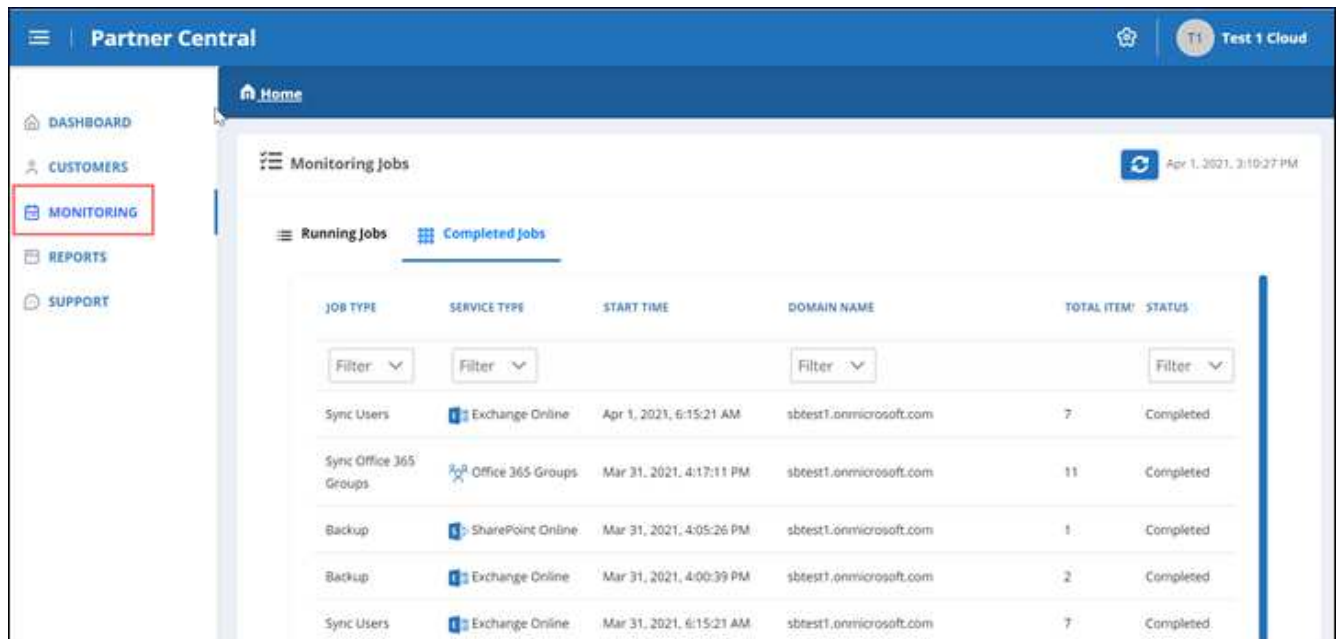 Partner Central
T1 Test 1 Cloud
Home
DASHBOARD
CUSTOMERS
MONITORING
REPORTS
SUPPORT
Monitoring Jobs
Apr 1, 2021, 3:10:27 PM
Running Jobs Completed Jobs
JOB TYPE SERVICE TYPE START TIME DOMAIN NAME TOTAL ITEM STATUS
Filter Filter Filter Filter
Sync Users Exchange Online Apr 1, 2021, 6:15:21 AM sbtest1.onmicrosoft.com 7 Completed
Sync Office 365
Groups Office 365 Groups Mar 31, 2021, 4:17:11 PM sbtest1.onmicrosoft.com 11 Completed
Backup SharePoint Online Mar 31, 2021, 4:05:26 PM sbtest1.onmicrosoft.com 1 Completed
Backup Exchange Online Mar 31, 2021, 4:00:39 PM sbtest1.onmicrosoft.com 2 Completed
Sync Users Exchange Online Mar 31, 2021, 6:15:21 AM sbtest1.onmicrosoft.com 7 Completed